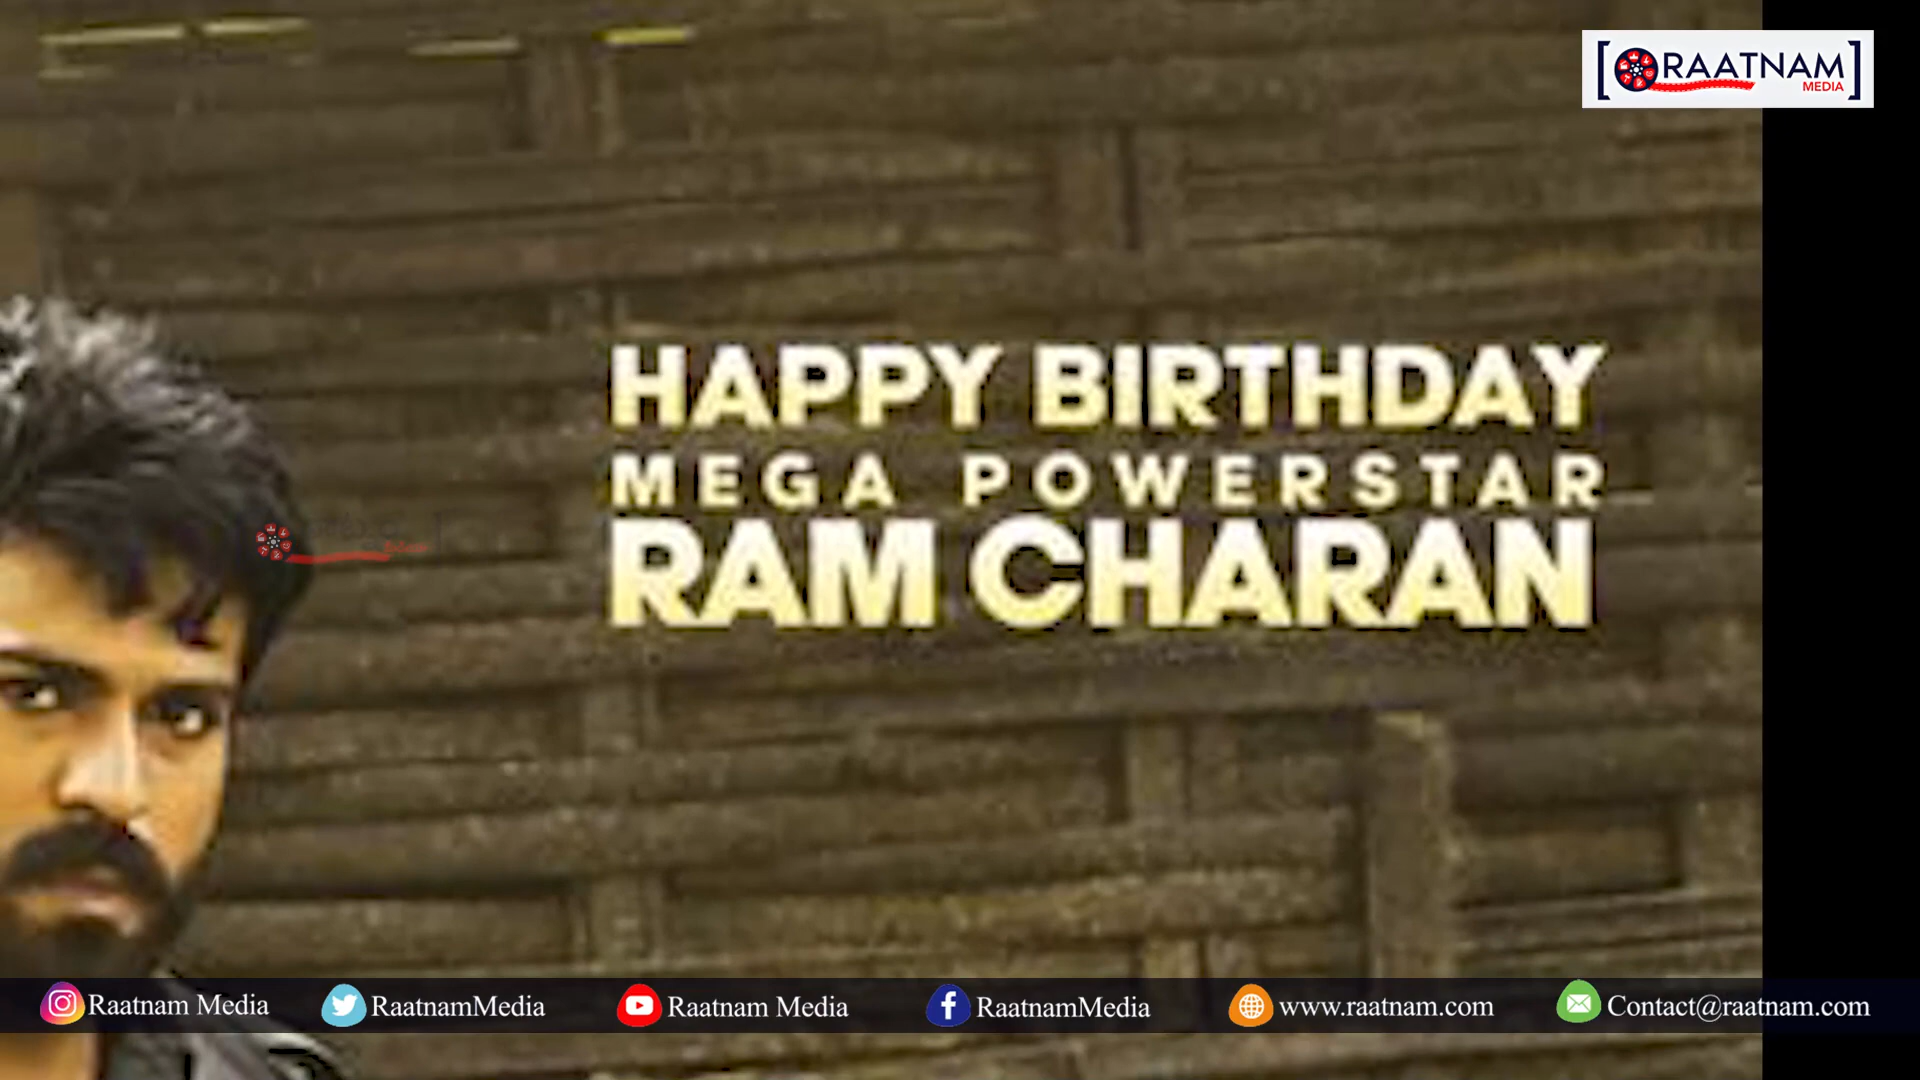 RAATNAM
MEDIA
HAPPY BIRTHDAY
MEGA POWERSTAR
RAM CHARAN
Raatnam Media
RaatnamMedia
Raatnam Media
RaatnamMedia
www.raatnam.com
Contact@raatnam.com